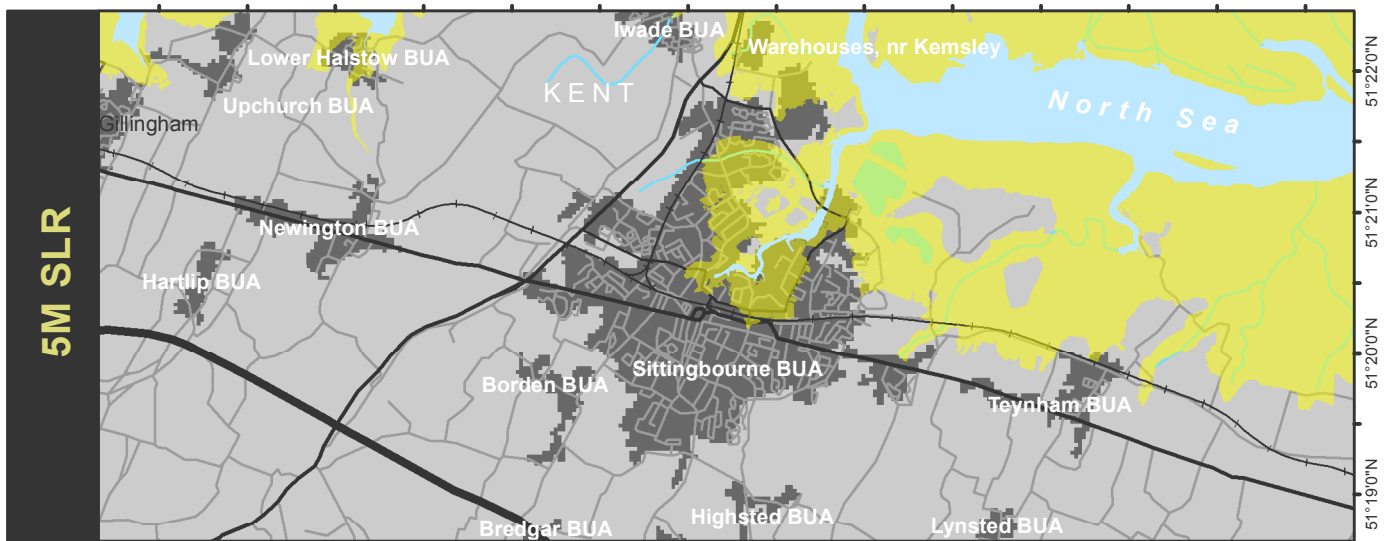 5M SLR
Iwade BUA
Warehouses, nr Kemsley
Lower Halstow BUA
KENT
Upchurch BUA
North Sea
Gillingham
Newington BUA
Hartlip BUA
Sittingbourne BUA
Borden BUA
Teynham BUA
Highsted BUA
Bredgar BUA
Lynsted BUA
51°22'0"N
51°21'0"N
51°20'0"N
51°19'0"N